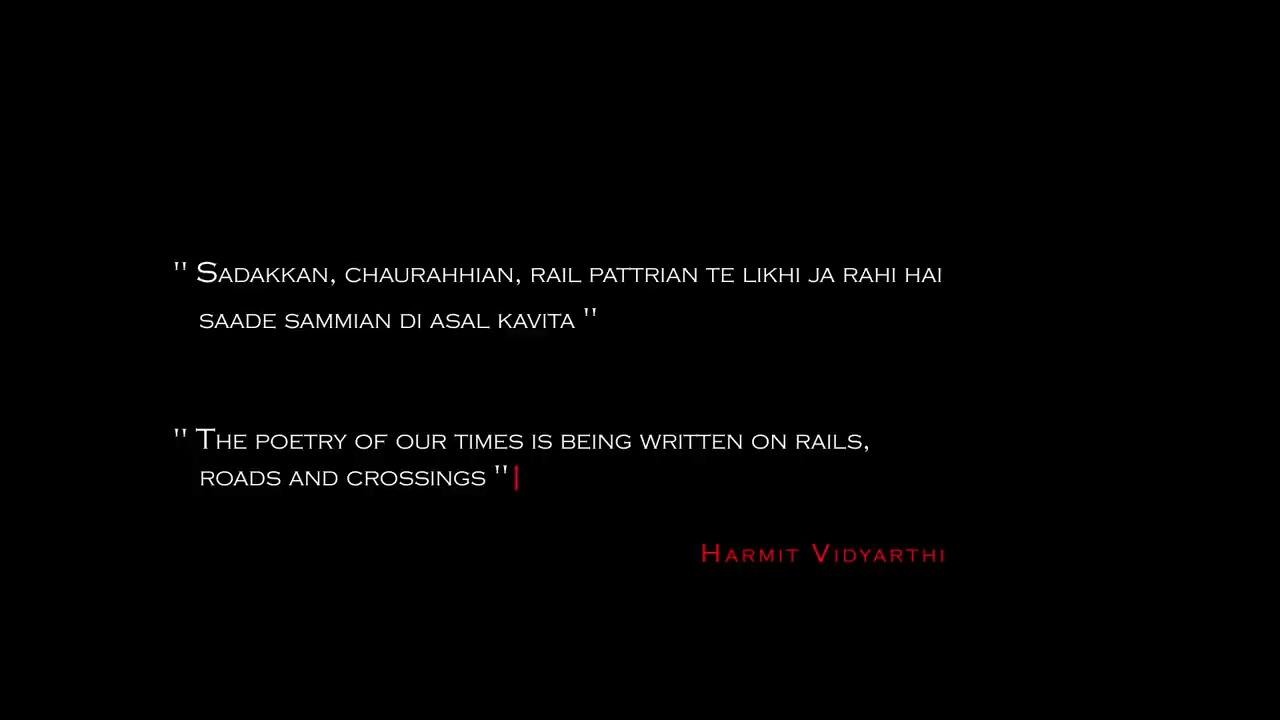 " Sadakkan, chaurahhian, rail pattrian te likhi ja rahi hai
saade sammian di asal kavita "
" The poetry of our times is being written on rails,
roads and crossings "
Harmit Vidyarthi